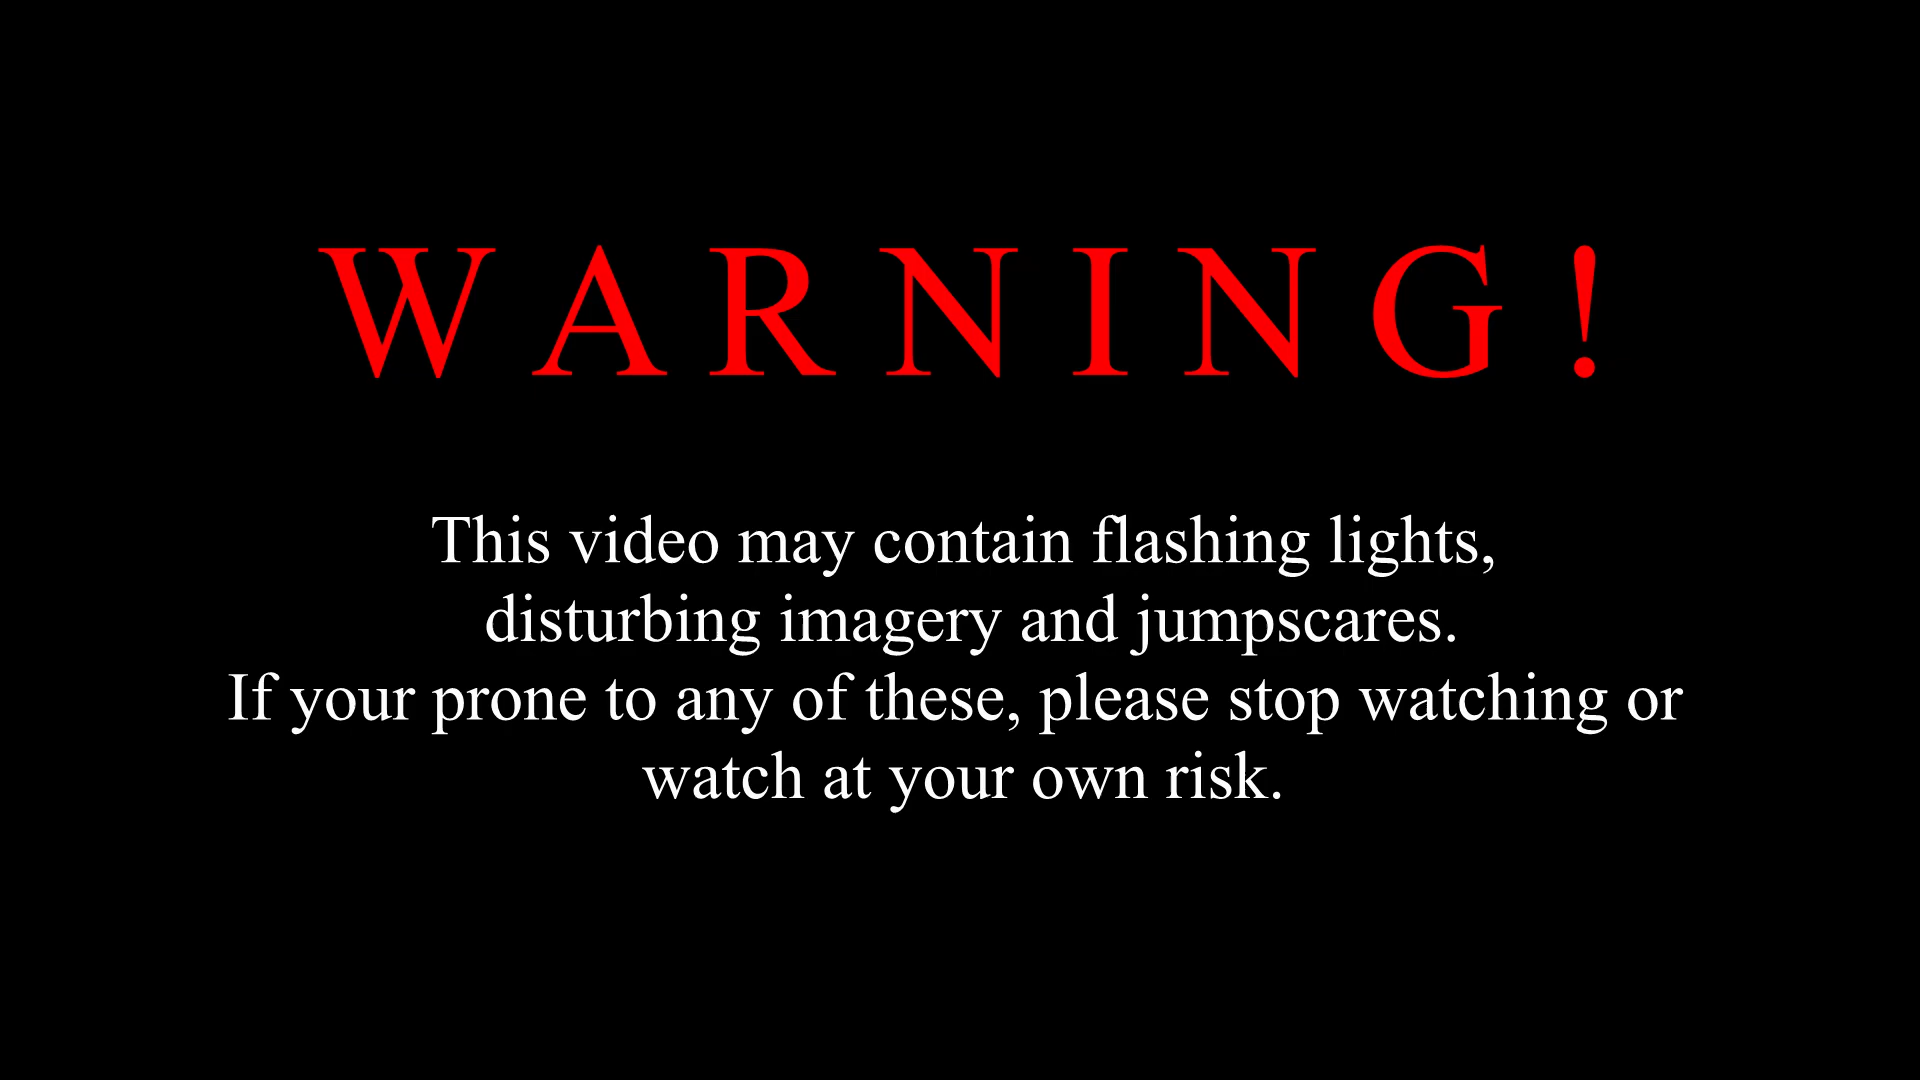 WARNING!
This video may contain flashing lights,
disturbing imagery and jumpscares.
If your prone to any of these, please stop watching or
watch at your own risk.